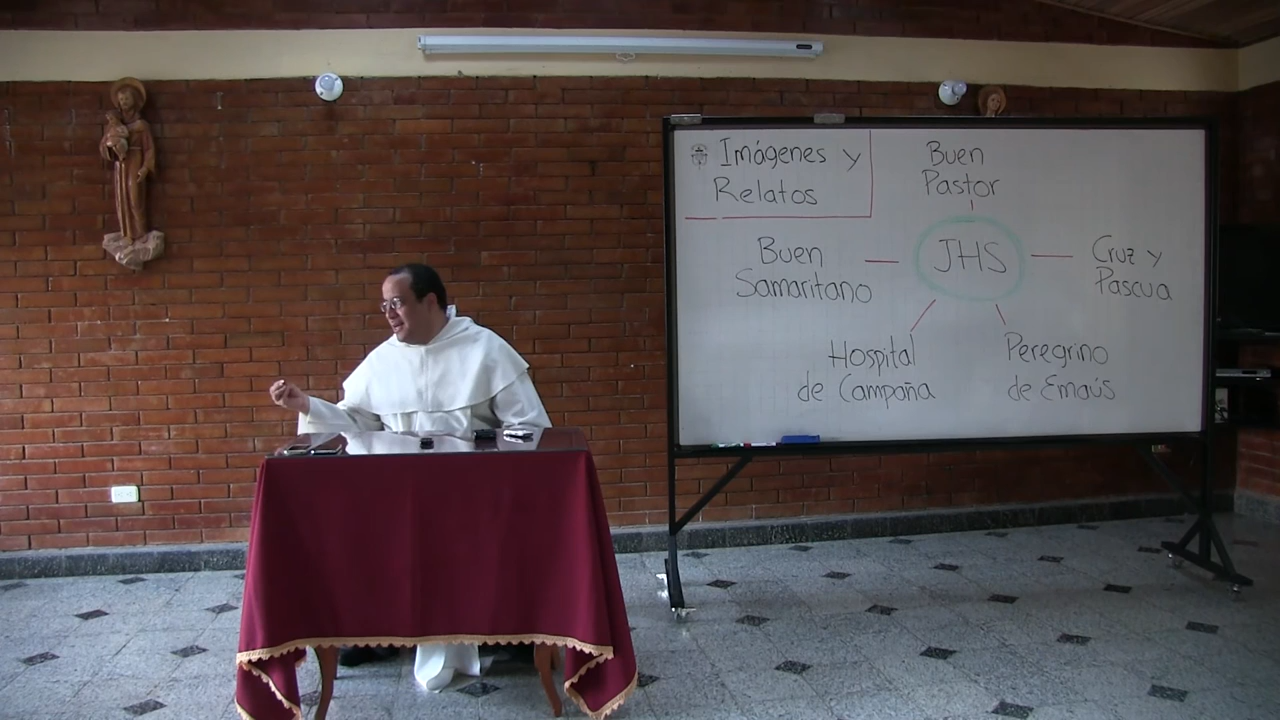 Imágenes y
Relatos
Buen
Pastor
Buen
Samaritano
JHS
Cruz y
Pascua
Hospital
de Campaña
Peregrino
de Emaús